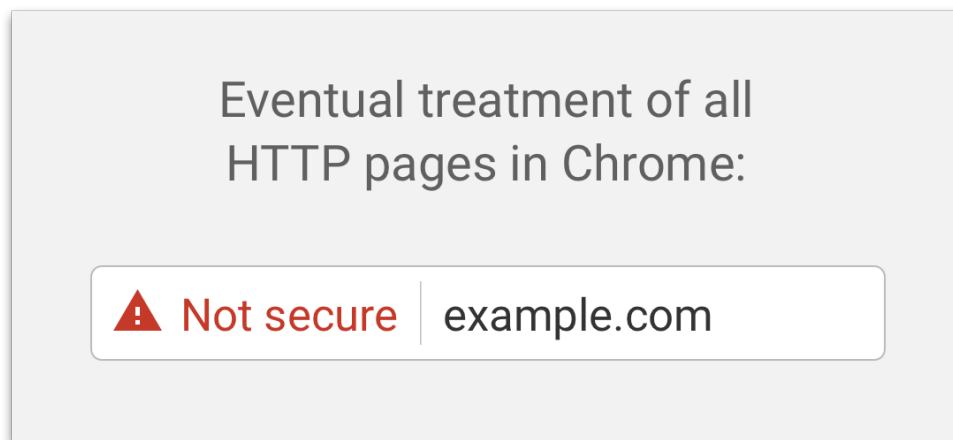 Eventual treatment of all
HTTP pages in Chrome:
Not secure example.com